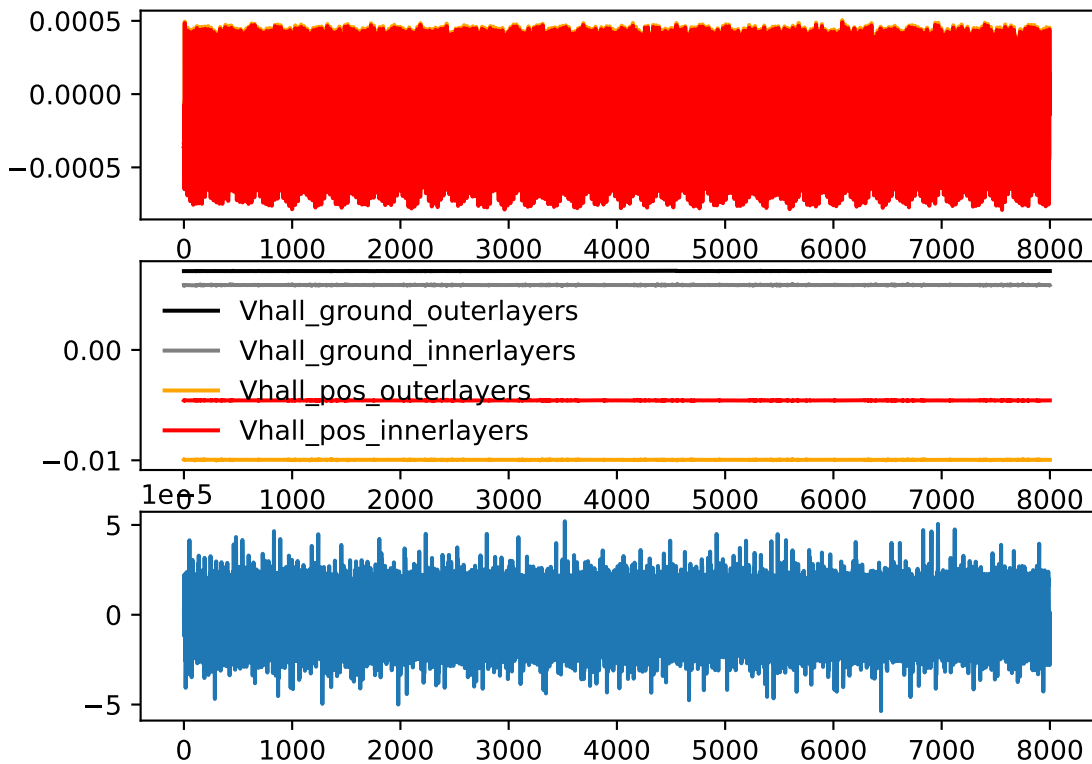 0.0005
0.0000
−0.0005
0 1000 2000 3000 4000 5000 6000 7000 8000
Vhall_ground_outerlayers
Vhall_ground_innerlayers
0.00
Vhall_pos_outerlayers
Vhall_pos_innerlayers
−0.01
0 1000 2000 3000 4000 5000 6000 7000 8000
1e−5
5
0
−5
0 1000 2000 3000 4000 5000 6000 7000 8000